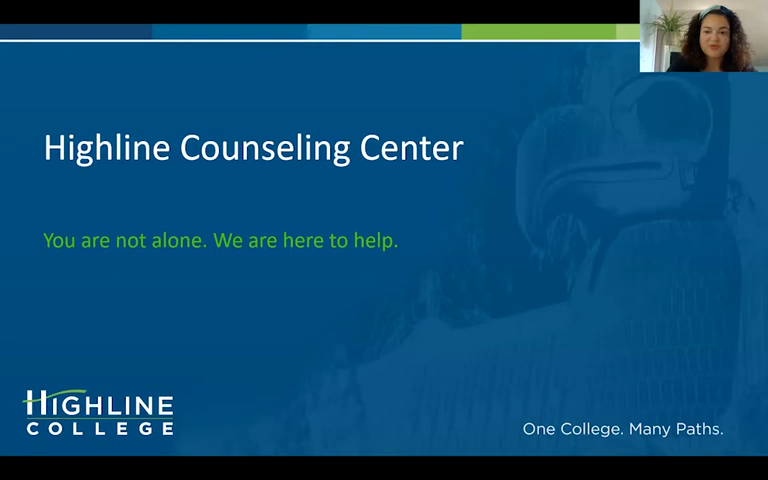 Highline Counseling Center
You are not alone. We are here to help.
HIGHLINE
COLLEGE
One College. Many Paths.